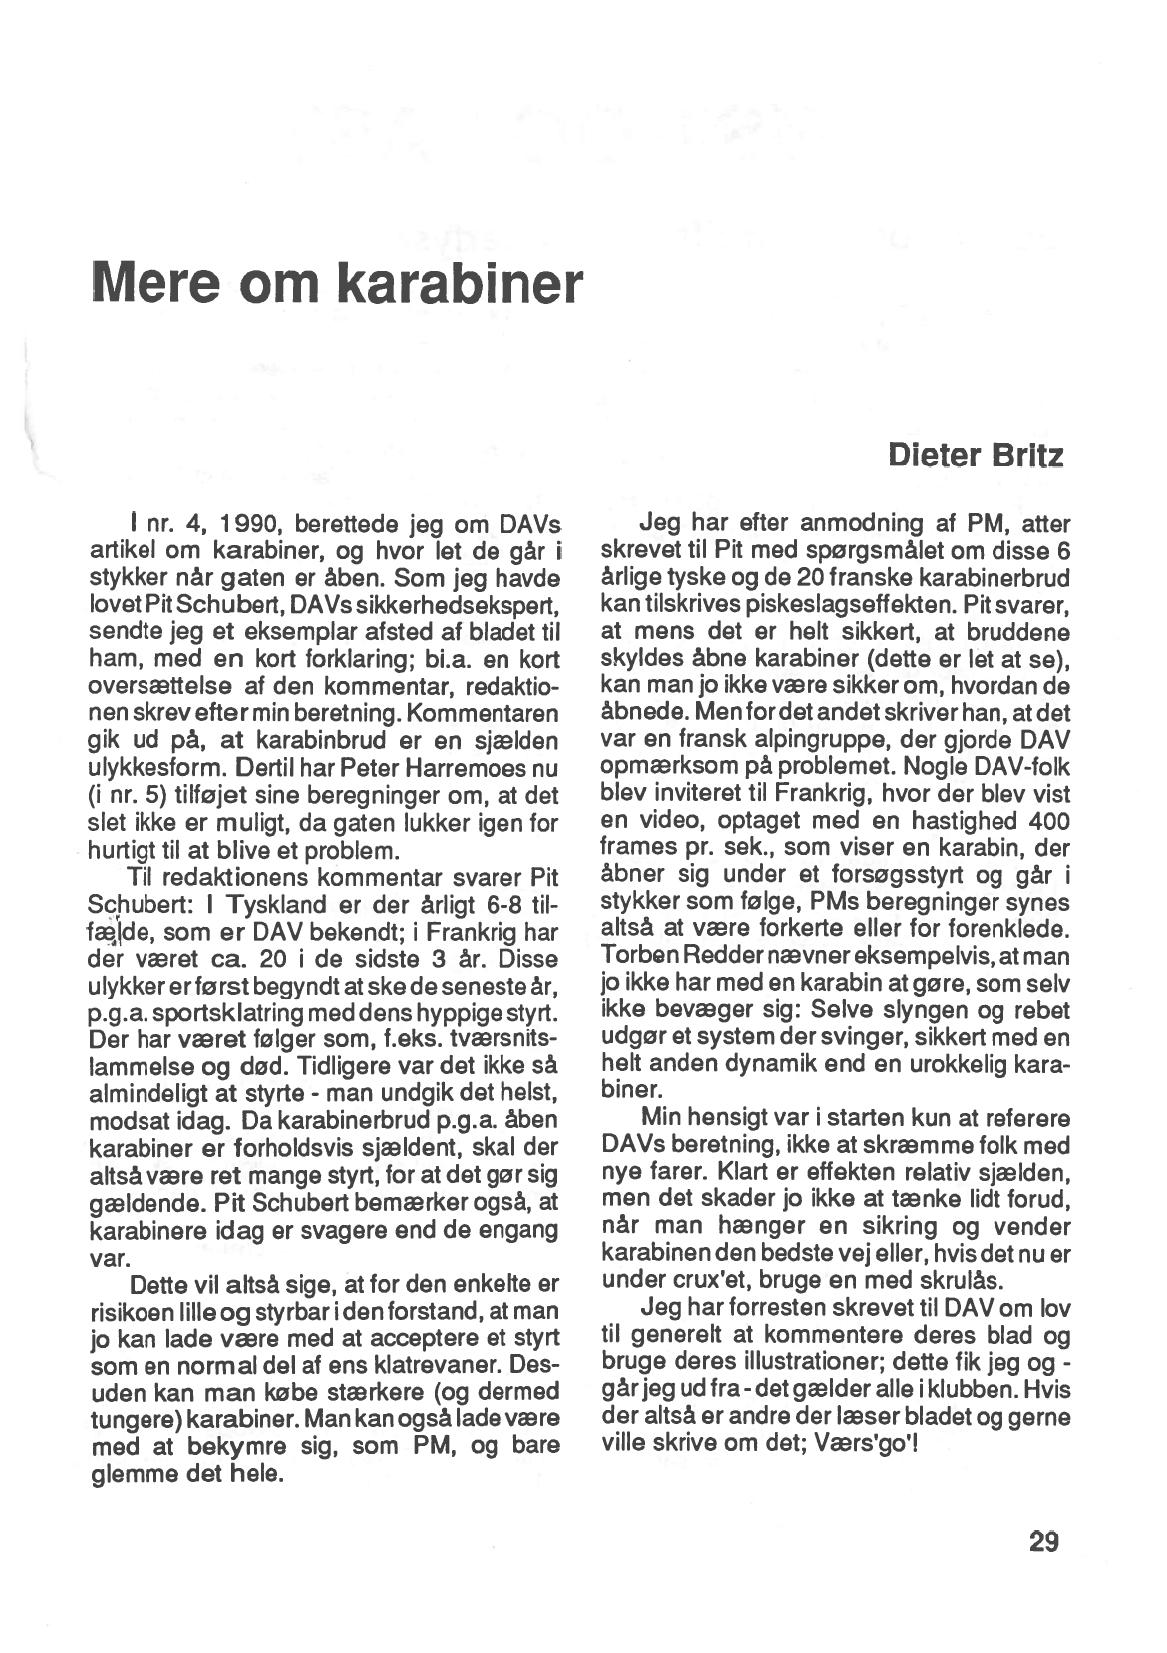 Mere om karabiner
Dieter Britz
I nr. 4, 1990, berettede jeg om DAVs
artikel om karabiner, og hvor let de går i
stykker når gaten er åben. Som jeg havde
lovet Pit Schubert, DAVs sikkerhedsekspert,
sendte jeg et eksemplar afsted af bladet til
ham, med en kort forklaring; bi.a. en kort
oversættelse af den kommentar, redaktio-
nen skrev efter min beretning. Kommentaren
gik ud på, at karabinbrud er en sjælden
ulykkesform. Dertil har Peter Harremoes nu
(i nr. 5) tilføjet sine beregninger om, at det
slet ikke er muligt, da gaten lukker igen for
hurtigt til at blive et problem.
Til redaktionens kommentar svarer Pit
Schubert: I Tyskland er der årligt 6-8 til-
fælde, som er DAV bekendt; i Frankrig har
der været ca. 20 i de sidste 3 år. Disse
ulykker er først begyndt at ske de seneste år,
p.g.a. sportsklatring med dens hyppige styrt.
Der har været følger som, f.eks. tværsnits-
lammelse og død. Tidligere var det ikke så
almindeligt at styrte - man undgik det helst,
modsat idag. Da karabinerbrud p.g.a. åben
karabiner er forholdsvis sjældent, skal der
altså være ret mange styrt, for at det gør sig
gældende. Pit Schubert bemærker også, at
karabinere idag er svagere end de engang
var.
Dette vil altså sige, at for den enkelte er
risikoen lille og styrbar i den forstand, at man
jo kan lade være med at acceptere et styrt
som en normal del af ens klatrevaner. Des-
uden kan man købe stærkere (og dermed
tungere) karabiner. Man kan også lade være
med at bekymre sig, som PM, og bare
glemme det hele.
Jeg har efter anmodning af PM, atter
skrevet til Pit med spørgsmålet om disse 6
årlige tyske og de 20 franske karabinerbrud
kan tilskrives piskeslagseffekten. Pit svarer,
at mens det er helt sikkert, at bruddene
skyldes åbne karabiner (dette er let at se),
kan man jo ikke være sikker om, hvordan de
åbnede. Men for det andet skriver han, at det
var en fransk alpingruppe, der gjorde DAV
opmærksom på problemet. Nogle DAV-folk
blev inviteret til Frankrig, hvor der blev vist
en video, optaget med en hastighed 400
frames pr. sek., som viser en karabin, der
åbner sig under et forsøgsstyrt og går i
stykker som følge, PMs beregninger synes
altså at være forkerte eller for forenklede.
Torben Redder nævner eksempelvis, at man
jo ikke har med en karabin at gøre, som selv
ikke bevæger sig: Selve slyngen og rebet
udgør et system der svinger, sikkert med en
helt anden dynamik end en urokkelig kara-
biner.
Min hensigt var i starten kun at referere
DAVs beretning, ikke at skræmme folk med
nye farer. Klart er effekten relativ sjælden,
men det skader jo ikke at tænke lidt forud,
når man hænger en sikring og vender
karabinen den bedste vej eller, hvis det nu er
under crux'et, bruge en med skrulås.
Jeg har forresten skrevet til DAV om lov
til generelt at kommentere deres blad og
bruge deres illustrationer; dette fik jeg og -
går jeg ud fra - det gælder alle i klubben. Hvis
der altså er andre der læser bladet og gerne
ville skrive om det; Værs'go'!
29